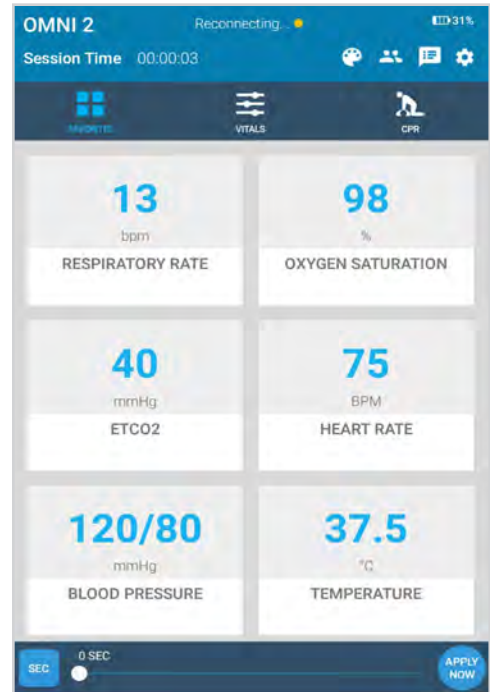 OMNI 2 Reconnecting. . 31%
Session Time 00:00:03
FAVORITES VITALS CPR
13 98
bpm %
RESPIRATORY RATE OXYGEN SATURATION
40 75
mmHg BPM
ETCO2 HEART RATE
120/80 37.5
mmHg °C
BLOOD PRESSURE TEMPERATURE
0 SEC
SEC APPLY
NOW